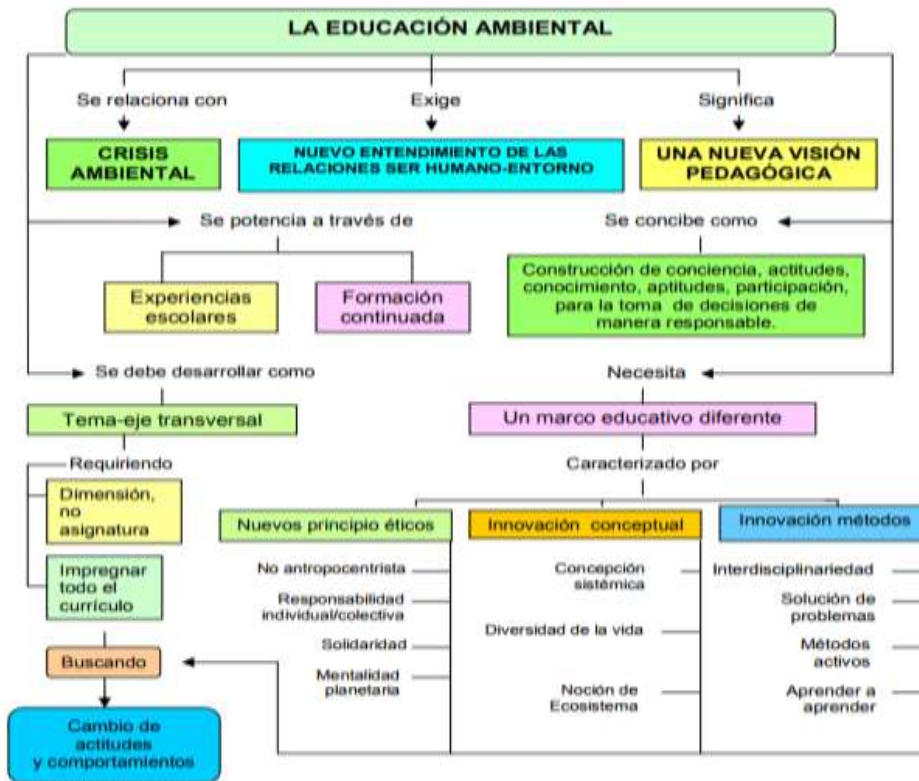 LA EDUCACIÓN AMBIENTAL
Se relaciona con
Exige
Significa
CRISIS
AMBIENTAL
NUEVO ENTENDIMIENTO DE LAS
RELACIONES SER HUMANO-ENTORNO
UNA NUEVA VISIÓN
PEDAGÓGICA
Se potencia a través de
Se concibe como
Experiencias
escolares
Formación
continuada
Construcción de conciencia, actitudes,
conocimiento, aptitudes, participación,
para la toma de decisiones de
manera responsable.
Se debe desarrollar como
Necesita
Tema-eje transversal
Un marco educativo diferente
Requiriendo
Caracterizado por
Dimensión,
no
asignatura
Impregnar
todo el
currículo
Buscando
Cambio de
actitudes
y comportamientos
Nuevos principio éticos
No antropocentrista
Responsabilidad
individual/colectiva
Solidaridad
Mentalidad
planetaria
Innovación conceptual
Concepción
sistémica
Diversidad de la vida
Noción de
Ecosistema
Innovación métodos
Interdisciplinariedad
Solución de
problemas
Métodos
activos
Aprender a
aprender